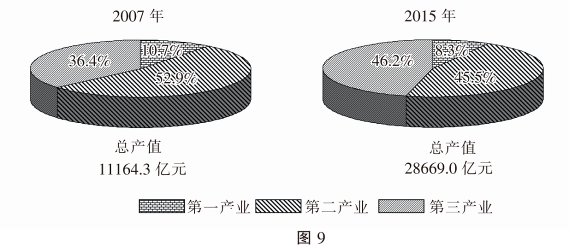 2007 年
2015 年
10.7%
36.4%
52.9%
8.3%
46.2%
45.5%
总产值
11164.3 亿元
总产值
28669.0 亿元
第一产业
第二产业
第三产业
图 9